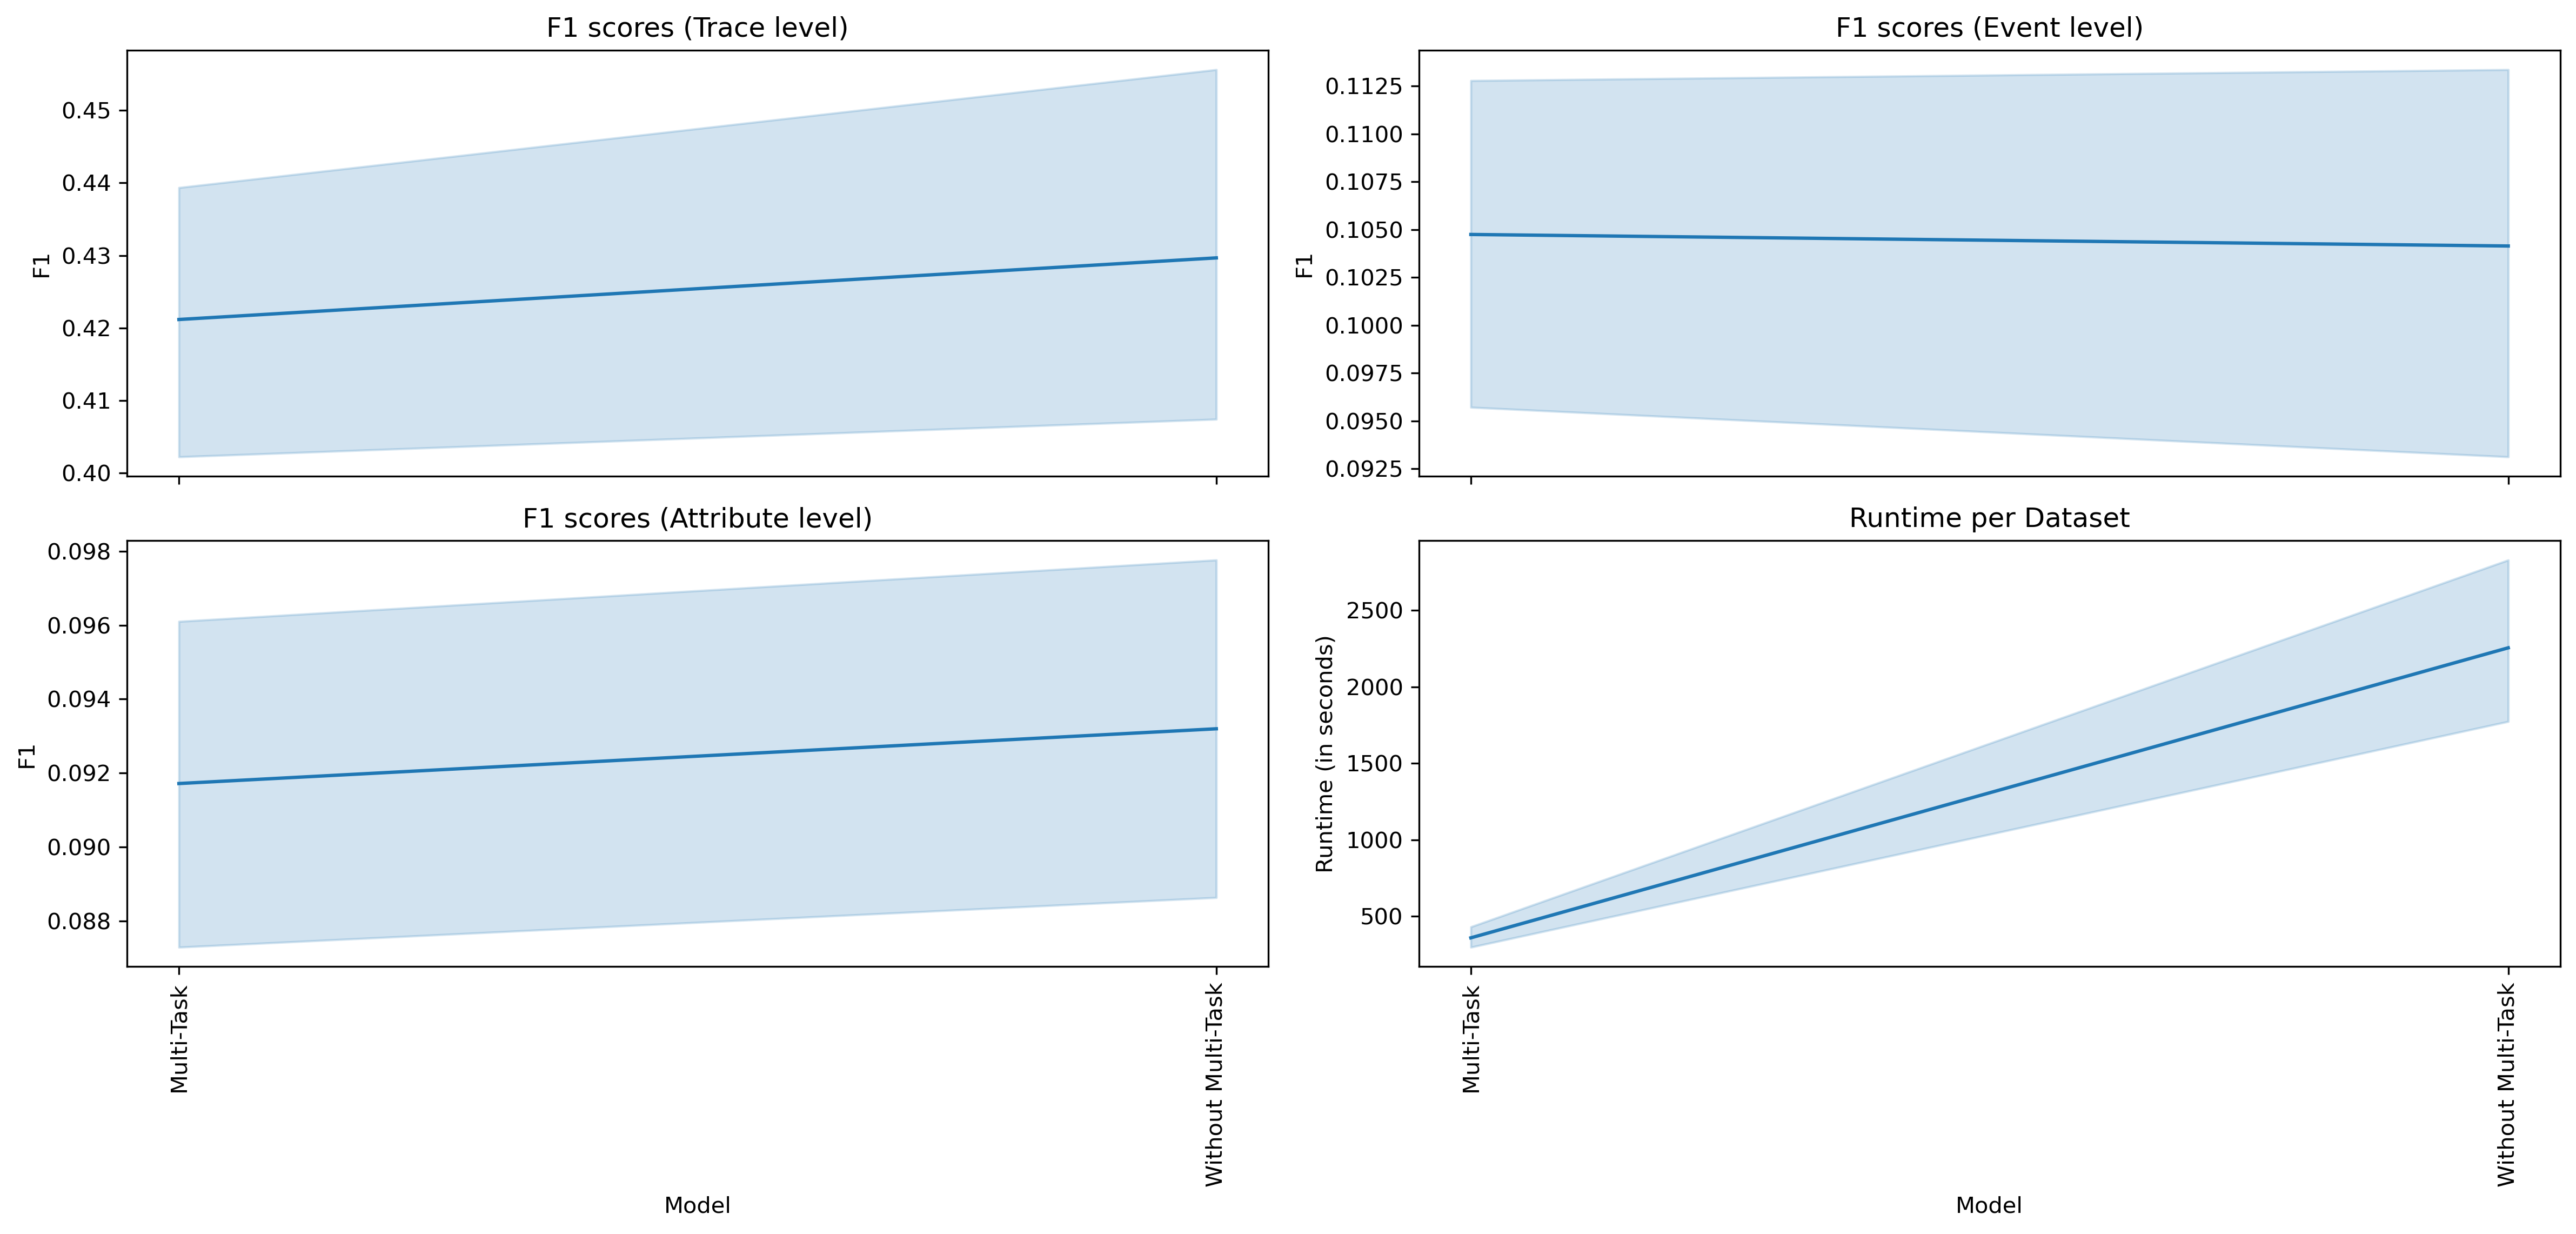 F1 scores (Trace level)
F1
0.45
0.44
0.43
0.42
0.41
0.40
F1 scores (Event level)
F1
0.1125
0.1100
0.1075
0.1050
0.1025
0.1000
0.0975
0.0950
0.0925
F1 scores (Attribute level)
F1
0.098
0.096
0.094
0.092
0.090
0.088
Multi-Task
Without Multi-Task
Model
Runtime per Dataset
Runtime (in seconds)
2500
2000
1500
1000
500
Multi-Task
Without Multi-Task
Model